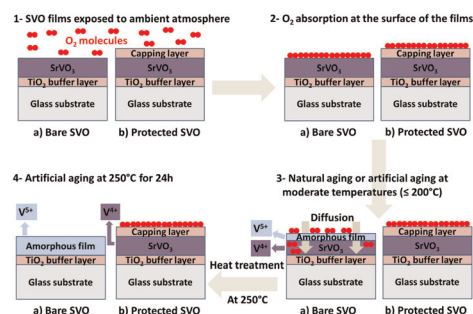 1- SVO films exposed to ambient atmosphere
O₂ molecules
SrVO₃
TiO₂ buffer layer
Glass substrate
a) Bare SVO
Capping layer
SrVO₃
TiO₂ buffer layer
Glass substrate
b) Protected SVO
2- O₂ absorption at the surface of the films
SrVO₃
TiO₂ buffer layer
Glass substrate
a) Bare SVO
Capping layer
SrVO₃
TiO₂ buffer layer
Glass substrate
b) Protected SVO
3- Natural aging or artificial aging at
moderate temperatures (≤ 200°C)
Diffusion
V⁵⁺
V⁴⁺
Amorphous film
SrVO₃
TiO₂ buffer layer
Glass substrate
a) Bare SVO
Capping layer
SrVO₃
TiO₂ buffer layer
Glass substrate
b) Protected SVO
Heat treatment
At 250°C
4- Artificial aging at 250°C for 24h
V⁵⁺
Amorphous film
TiO₂ buffer layer
Glass substrate
a) Bare SVO
V⁴⁺
Capping layer
SrVO₃
TiO₂ buffer layer
Glass substrate
b) Protected SVO